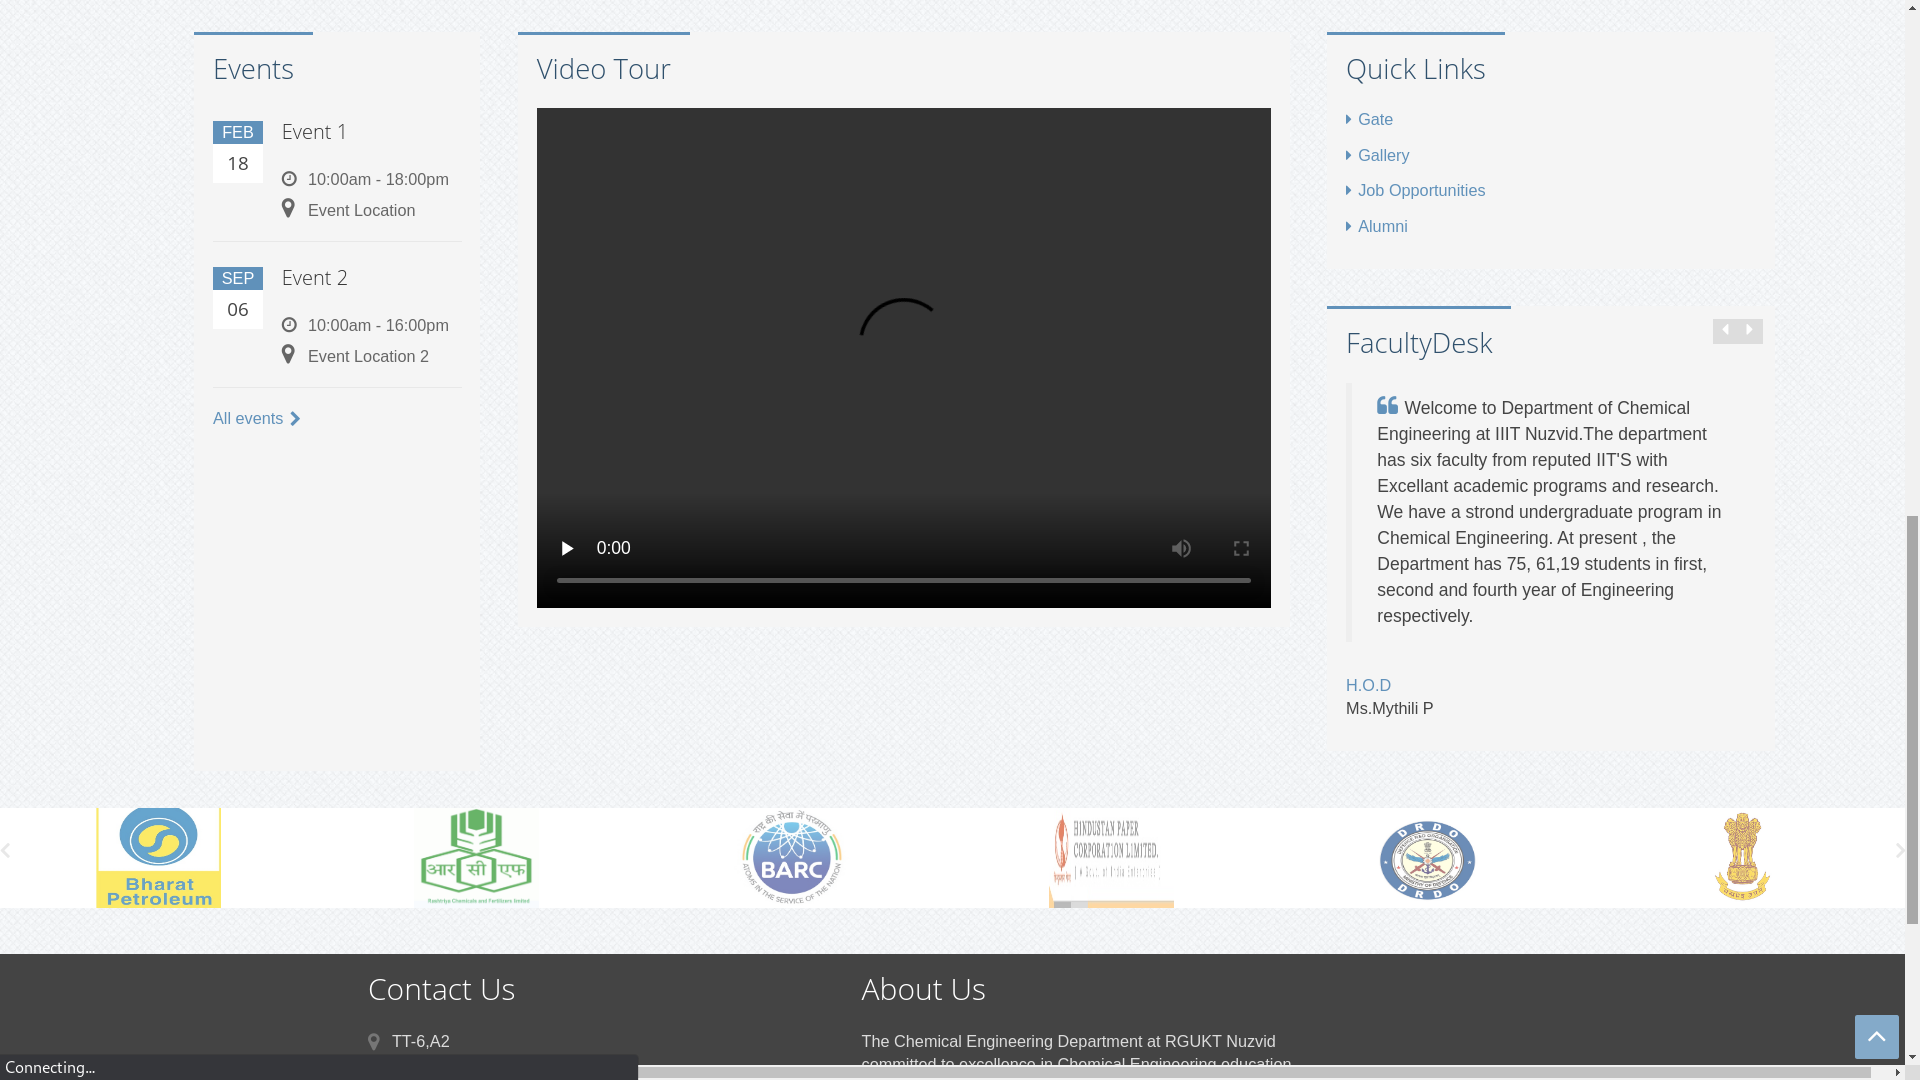 Events
FEB
18
Event 1
10:00am - 18:00pm
Event Location
SEP
06
Event 2
10:00am - 16:00pm
Event Location 2
All events
Video Tour
0:00
Quick Links
Gate
Gallery
Job Opportunities
Alumni
FacultyDesk
Welcome to Department of Chemical
Engineering at IIIT Nuzvid.The department
has six faculty from reputed IIT'S with
Excellant academic programs and research.
We have a strond undergraduate program in
Chemical Engineering. At present , the
Department has 75, 61,19 students in first,
second and fourth year of Engineering
respectively.
H.O.D
Ms.Mythili P
Bharat
Petroleum
आर सी एफ
Rashtriya Chemicals and Fertilizers limited
राष्ट्र की सेवा में परमाणु
BARC
ATOMS IN THE SERVICE OF THE NATION
HINDUSTAN PAPER
CORPORATION LIMITED.
DRDO
MINISTRY OF DEFENCE
DRDO
Contact Us
TT-6,A2
About Us
The Chemical Engineering Department at RGUKT Nuzvid
committed to excellence in Chemical Engineering education
Connecting...